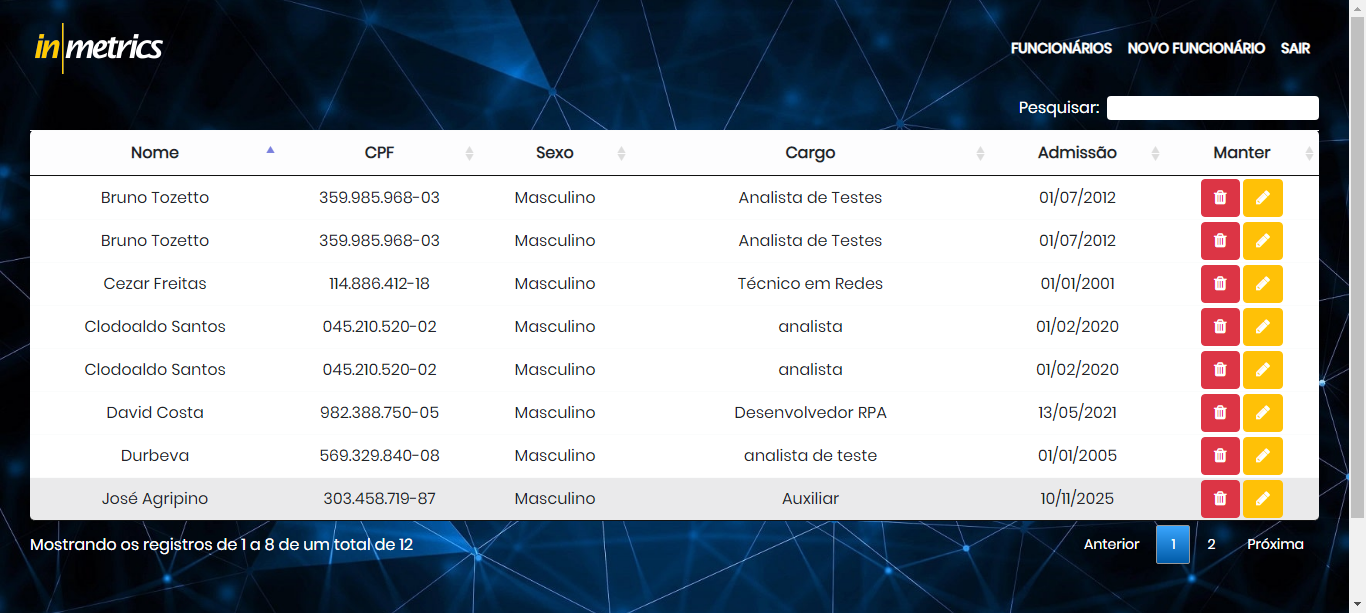 in|metrics
FUNCIONÁRIOS NOVO FUNCIONÁRIO SAIR
Pesquisar:
Nome CPF Sexo Cargo Admissão Manter
Bruno Tozetto 359.985.968-03 Masculino Analista de Testes 01/07/2012
Bruno Tozetto 359.985.968-03 Masculino Analista de Testes 01/07/2012
Cezar Freitas 114.886.412-18 Masculino Técnico em Redes 01/01/2001
Clodoaldo Santos 045.210.520-02 Masculino analista 01/02/2020
Clodoaldo Santos 045.210.520-02 Masculino analista 01/02/2020
David Costa 982.388.750-05 Masculino Desenvolvedor RPA 13/05/2021
Durbeva 569.329.840-08 Masculino analista de teste 01/01/2005
José Agripino 303.458.719-87 Masculino Auxiliar 10/11/2025
Mostrando os registros de 1 a 8 de um total de 12 Anterior 1 2 Próxima